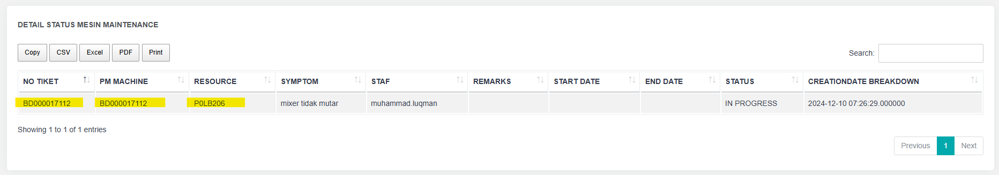 DETAIL STATUS MESIN MAINTENANCE
Copy CSV Excel PDF Print Search:
NO TIKET PM MACHINE RESOURCE SYMPTOM STAF REMARKS START DATE END DATE STATUS CREATIONDATE BREAKDOWN
BD000017112 BD000017112 P0LB206 mixer tidak mutar muhammad.luqman IN PROGRESS 2024-12-10 07:26:29.000000
Showing 1 to 1 of 1 entries
Previous 1 Next